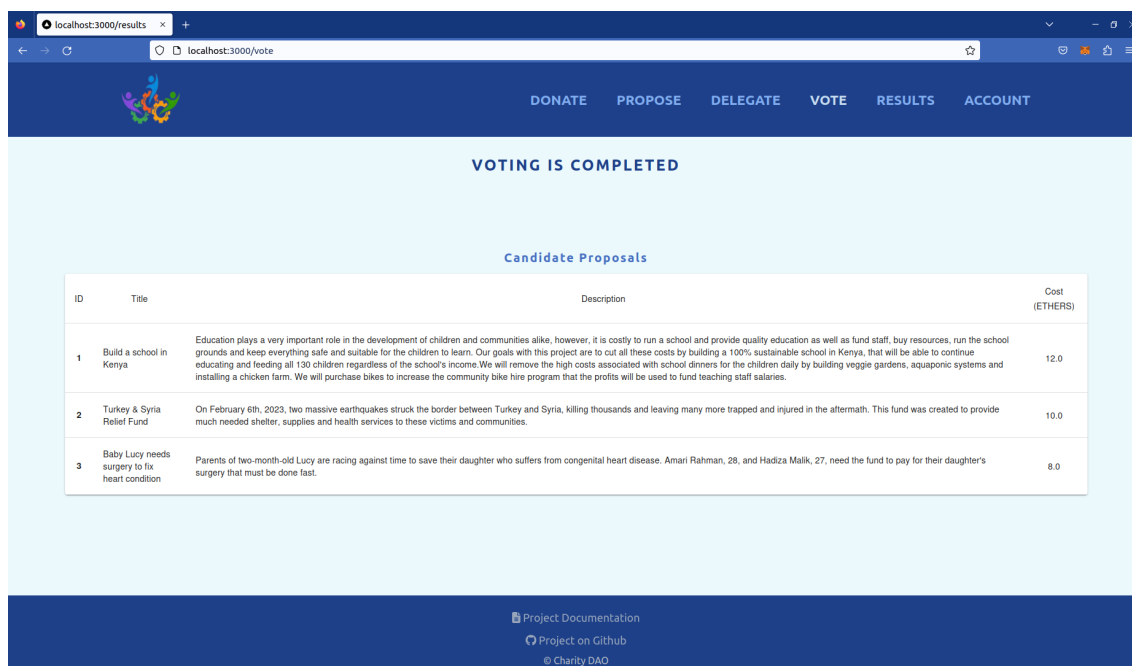 localhost:3000/results
localhost:3000/vote
DONATE PROPOSE DELEGATE VOTE RESULTS ACCOUNT
VOTING IS COMPLETED
Candidate Proposals
ID Title Description Cost (ETHERS)
1 Build a school in Kenya
Education plays a very important role in the development of children and communities alike, however, it is costly to run a school and provide quality education as well as fund staff, buy resources, run the school
grounds and keep everything safe and suitable for the children to learn. Our goals with this project are to cut all these costs by building a 100% sustainable school in Kenya, that will be able to continue
educating and feeding all 130 children regardless of the school's income.We will remove the high costs associated with school dinners for the children daily by building veggie gardens, aquaponic systems and
installing a chicken farm. We will purchase bikes to increase the community bike hire program that the profits will be used to fund teaching staff salaries.
12.0
2 Turkey & Syria Relief Fund
On February 6th, 2023, two massive earthquakes struck the border between Turkey and Syria, killing thousands and leaving many more trapped and injured in the aftermath. This fund was created to provide
much needed shelter, supplies and health services to these victims and communities.
10.0
3 Baby Lucy needs surgery to fix heart condition
Parents of two-month-old Lucy are racing against time to save their daughter who suffers from congenital heart disease. Amari Rahman, 28, and Hadiza Malik, 27, need the fund to pay for their daughter's
surgery that must be done fast.
8.0
Project Documentation
Project on Github
© Charity DAO